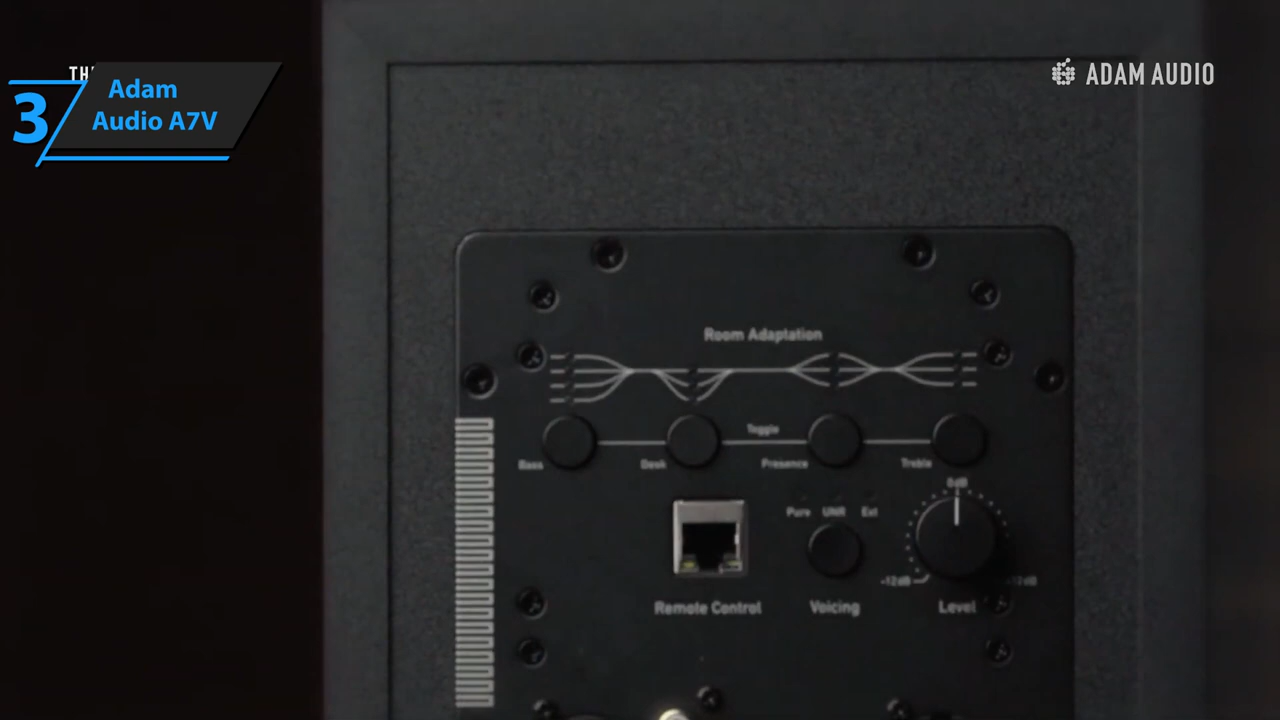 TH
3
Adam
Audio A7V
ADAM AUDIO
Room Adaptation
Toggle
Bass
Desk
Presence
Treble
0dB
Pure UNR Ext
-12dB
+12dB
Remote Control
Voicing
Level